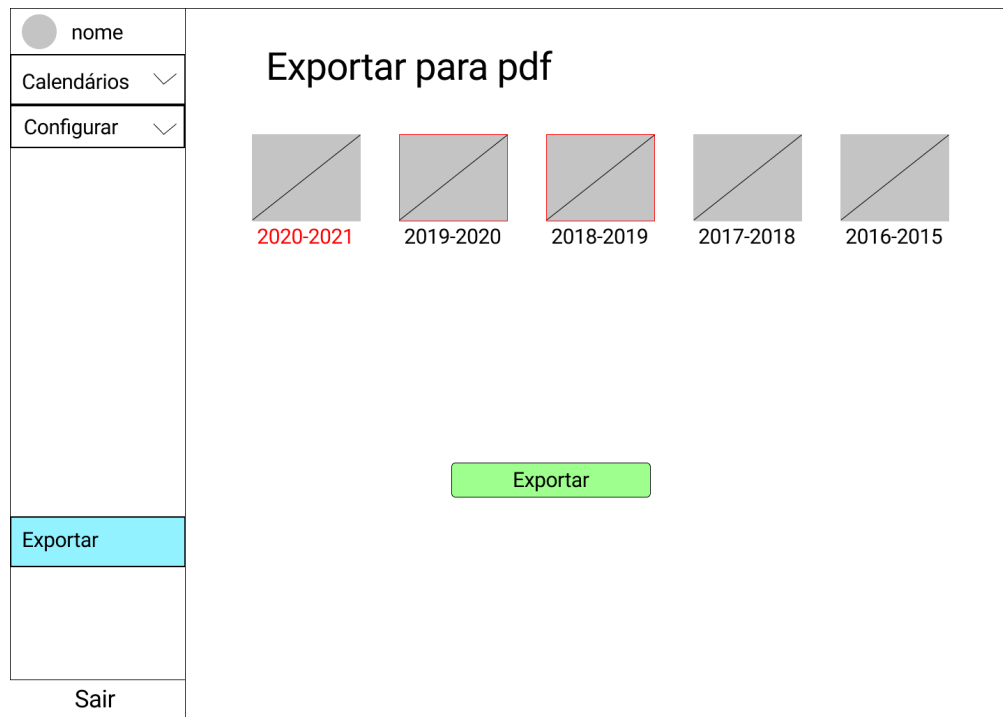 nome
Calendários
Configurar
Exportar
Sair
Exportar para pdf
2020-2021
2019-2020
2018-2019
2017-2018
2016-2015
Exportar